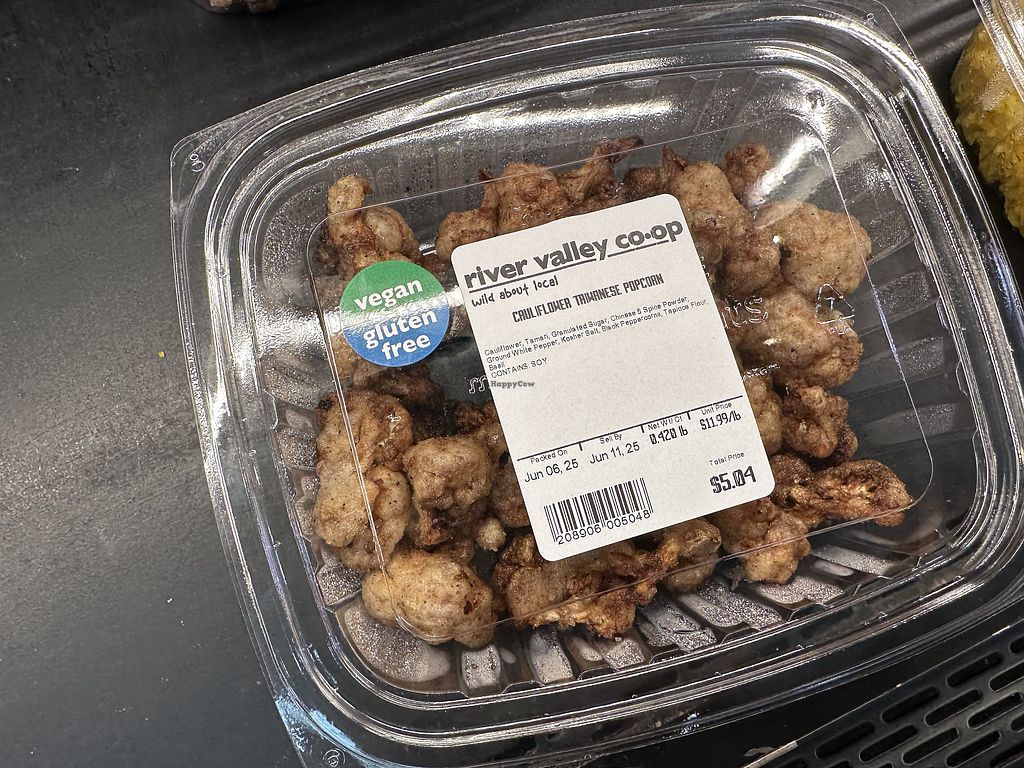 river valley co·op
wild about local
CAULIFLOWER TAIWANESE POPCORN
Cauliflower, Tamari, Granulated Sugar, Chinese 5 Spice Powder,
Ground White Pepper, Kosher Salt, Black Peppercorns, Tapioca Flour,
Basil
CONTAINS: SOY
vegan
gluten
free
HappyCow
Packed On Sell By Net Wt/Ct Unit Price
Jun 06, 25 Jun 11, 25 0.420 lb $11.99/lb
Total Price
$5.04
208906 005048